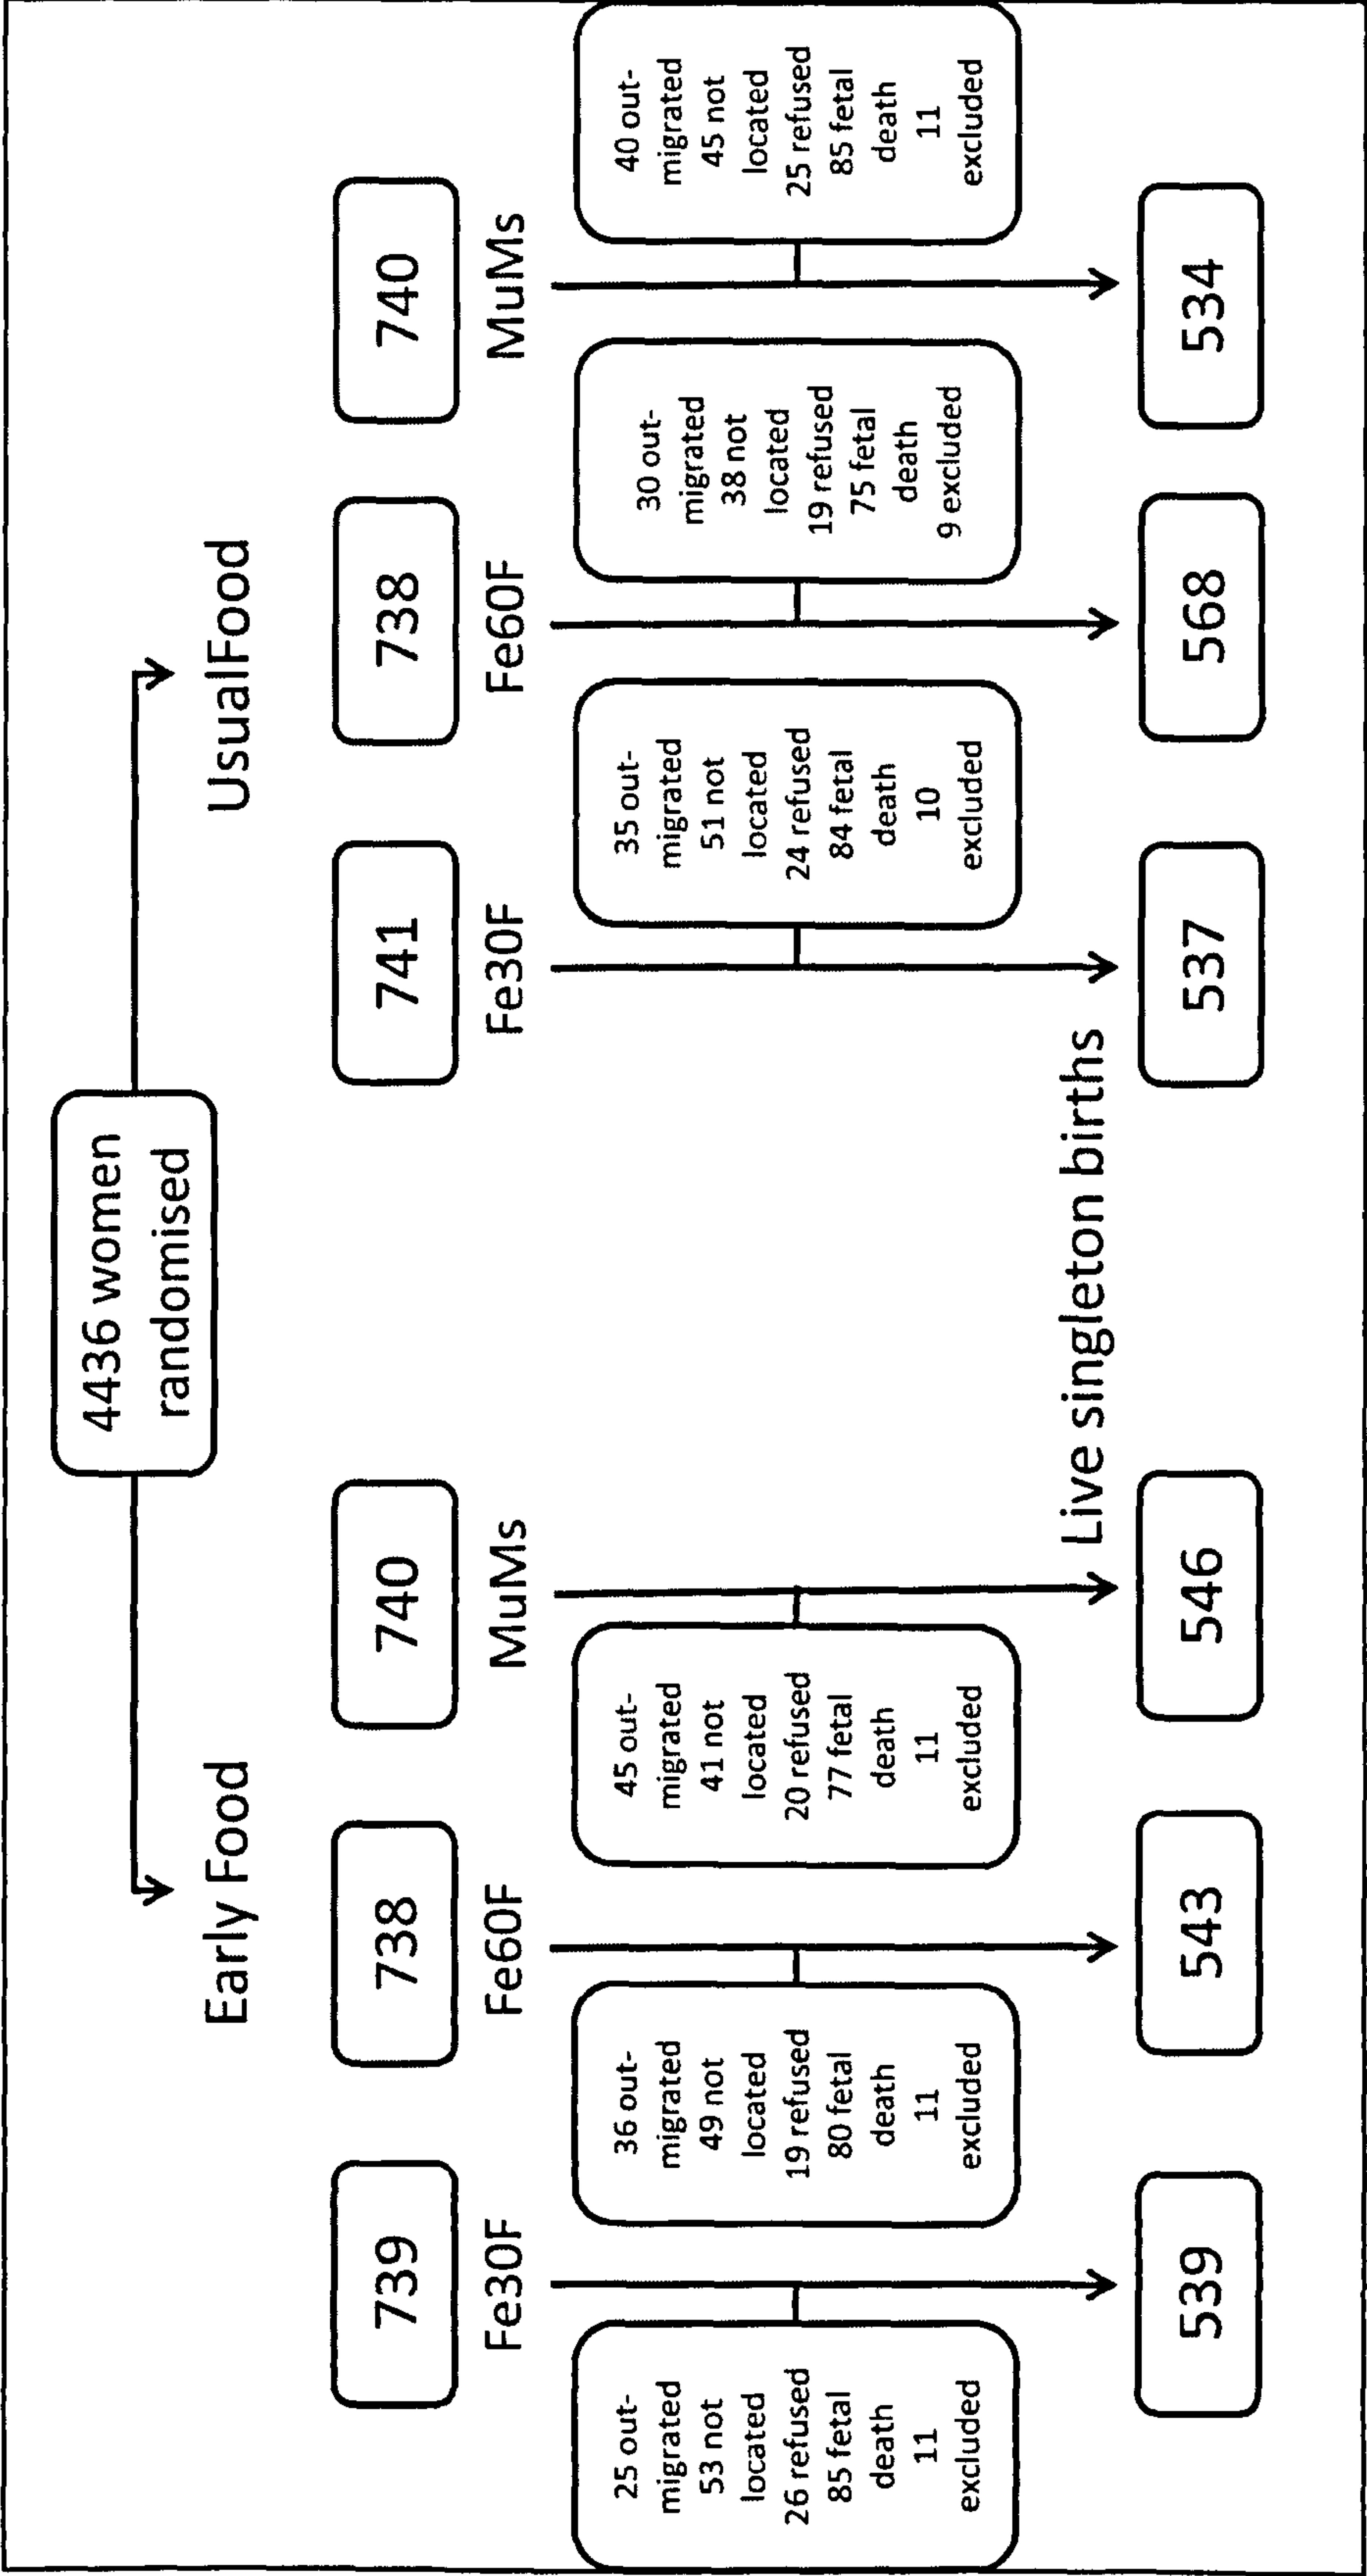 4436 women
randomised
Early Food
UsualFood
739
738
740
741
738
740
Fe30F
Fe60F
MuMs
Fe30F
Fe60F
MuMs
25 out-
migrated
53 not
located
26 refused
85 fetal
death
11
excluded
36 out-
migrated
49 not
located
19 refused
80 fetal
death
11
excluded
45 out-
migrated
41 not
located
20 refused
77 fetal
death
11
excluded
35 out-
migrated
51 not
located
24 refused
84 fetal
death
10
excluded
30 out-
migrated
38 not
located
19 refused
75 fetal
death
9 excluded
40 out-
migrated
45 not
located
25 refused
85 fetal
death
11
excluded
Live singleton births
539
543
546
537
568
534